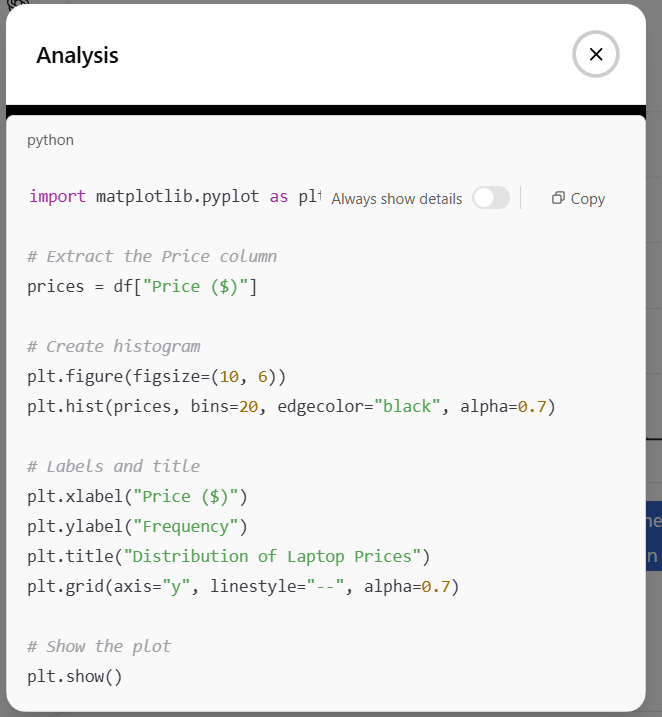 Analysis
python
import matplotlib.pyplot as plt
Always show details
Copy
# Extract the Price column
prices = df["Price ($)"]
# Create histogram
plt.figure(figsize=(10, 6))
plt.hist(prices, bins=20, edgecolor="black", alpha=0.7)
# Labels and title
plt.xlabel("Price ($)")
plt.ylabel("Frequency")
plt.title("Distribution of Laptop Prices")
plt.grid(axis="y", linestyle="--", alpha=0.7)
# Show the plot
plt.show()